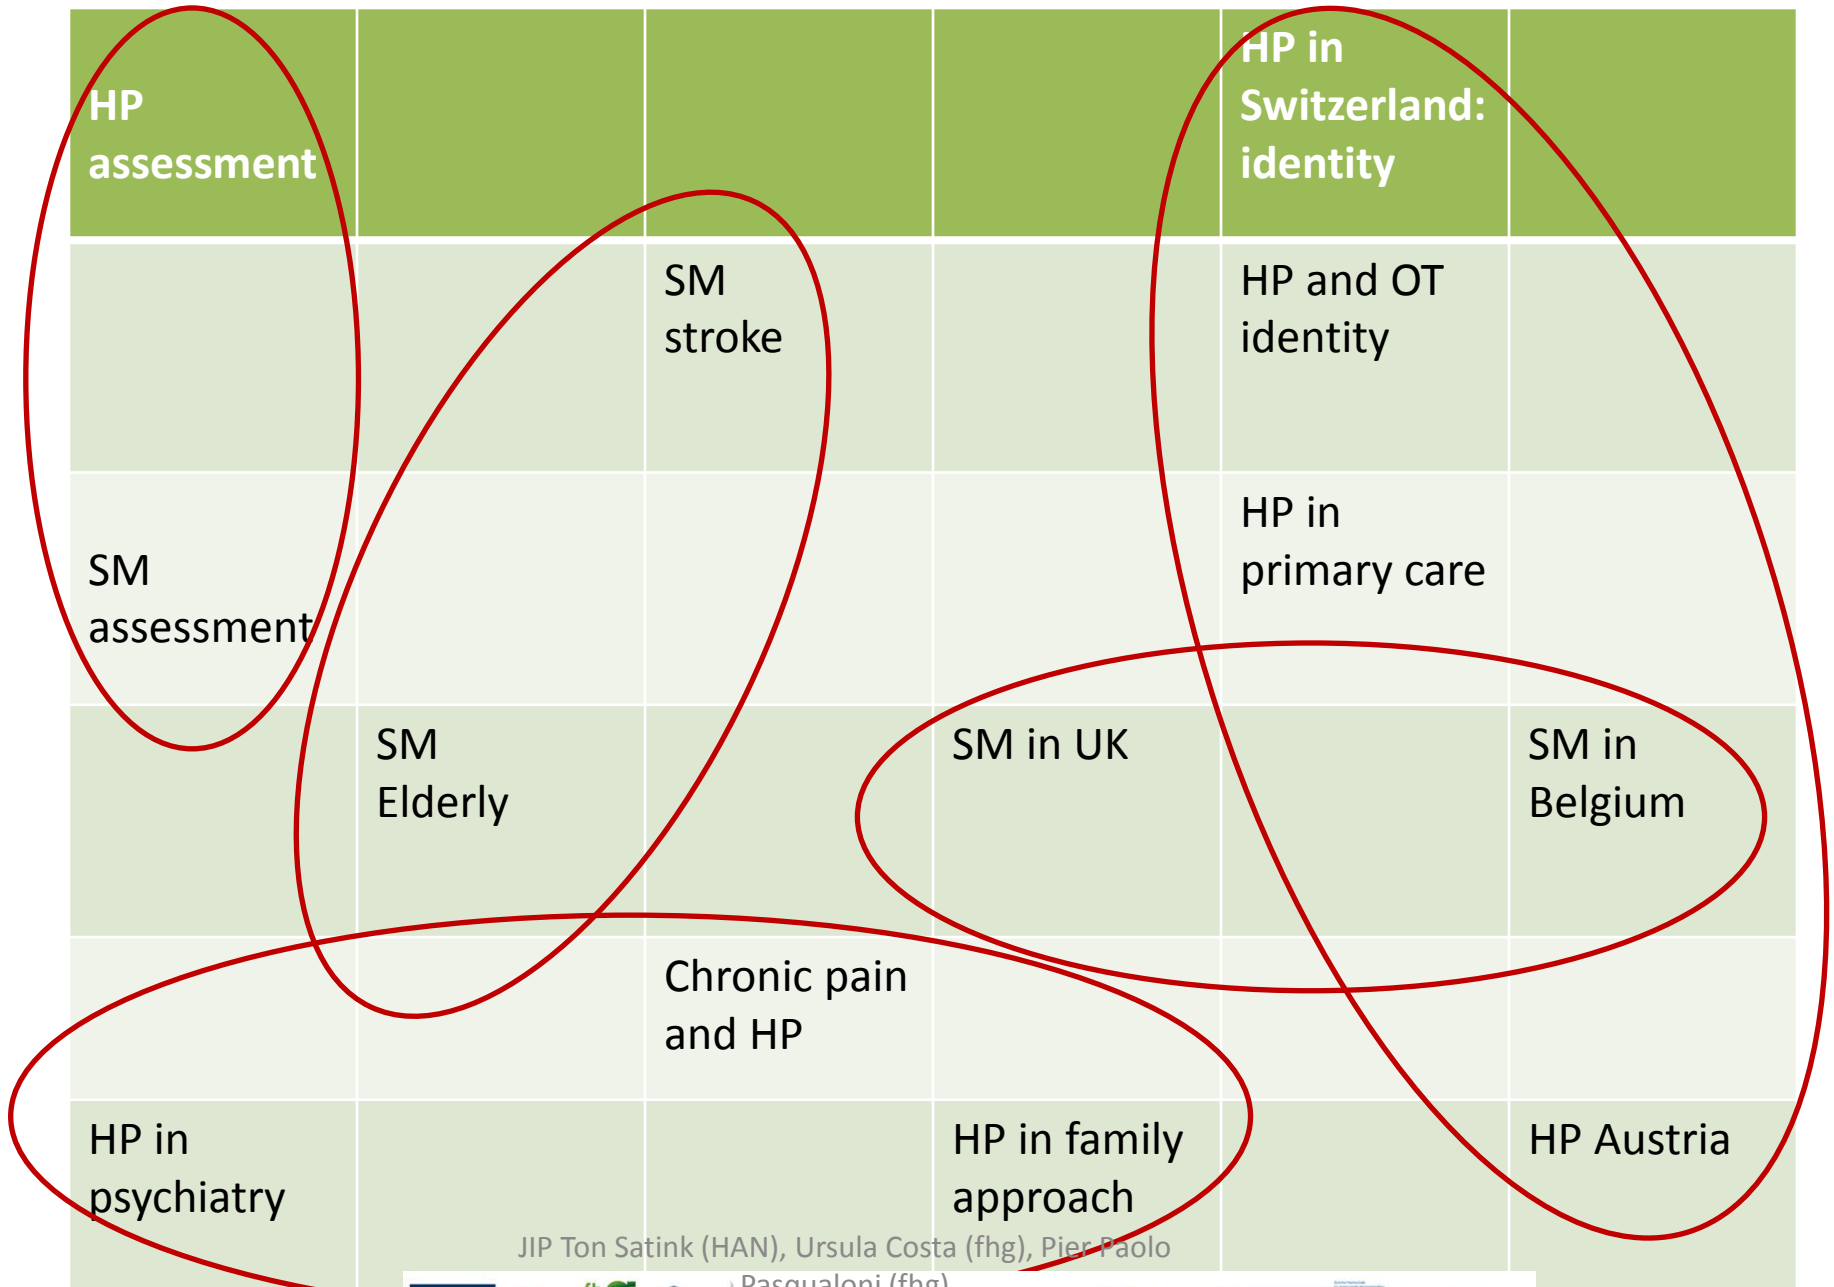 HP
assessment
HP in
Switzerland:
identity
SM
stroke
HP and OT
identity
SM
assessment
HP in
primary care
SM
Elderly
SM in UK
SM in
Belgium
Chronic pain
and HP
HP in
psychiatry
HP in family
approach
HP Austria
JIP Ton Satink (HAN), Ursula Costa (fhg), Pier Paolo
Pasqualoni (fhg)